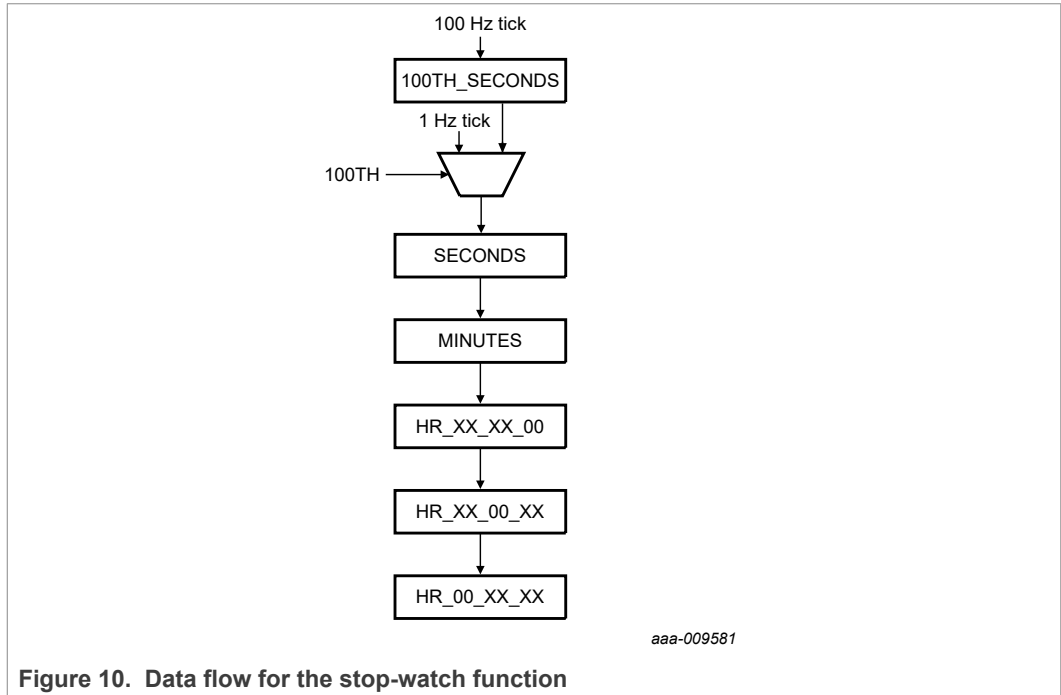 100 Hz tick
100TH_SECONDS
1 Hz tick
100TH
SECONDS
MINUTES
HR_XX_XX_00
HR_XX_00_XX
HR_00_XX_XX
aaa-009581
Figure 10. Data flow for the stop-watch function